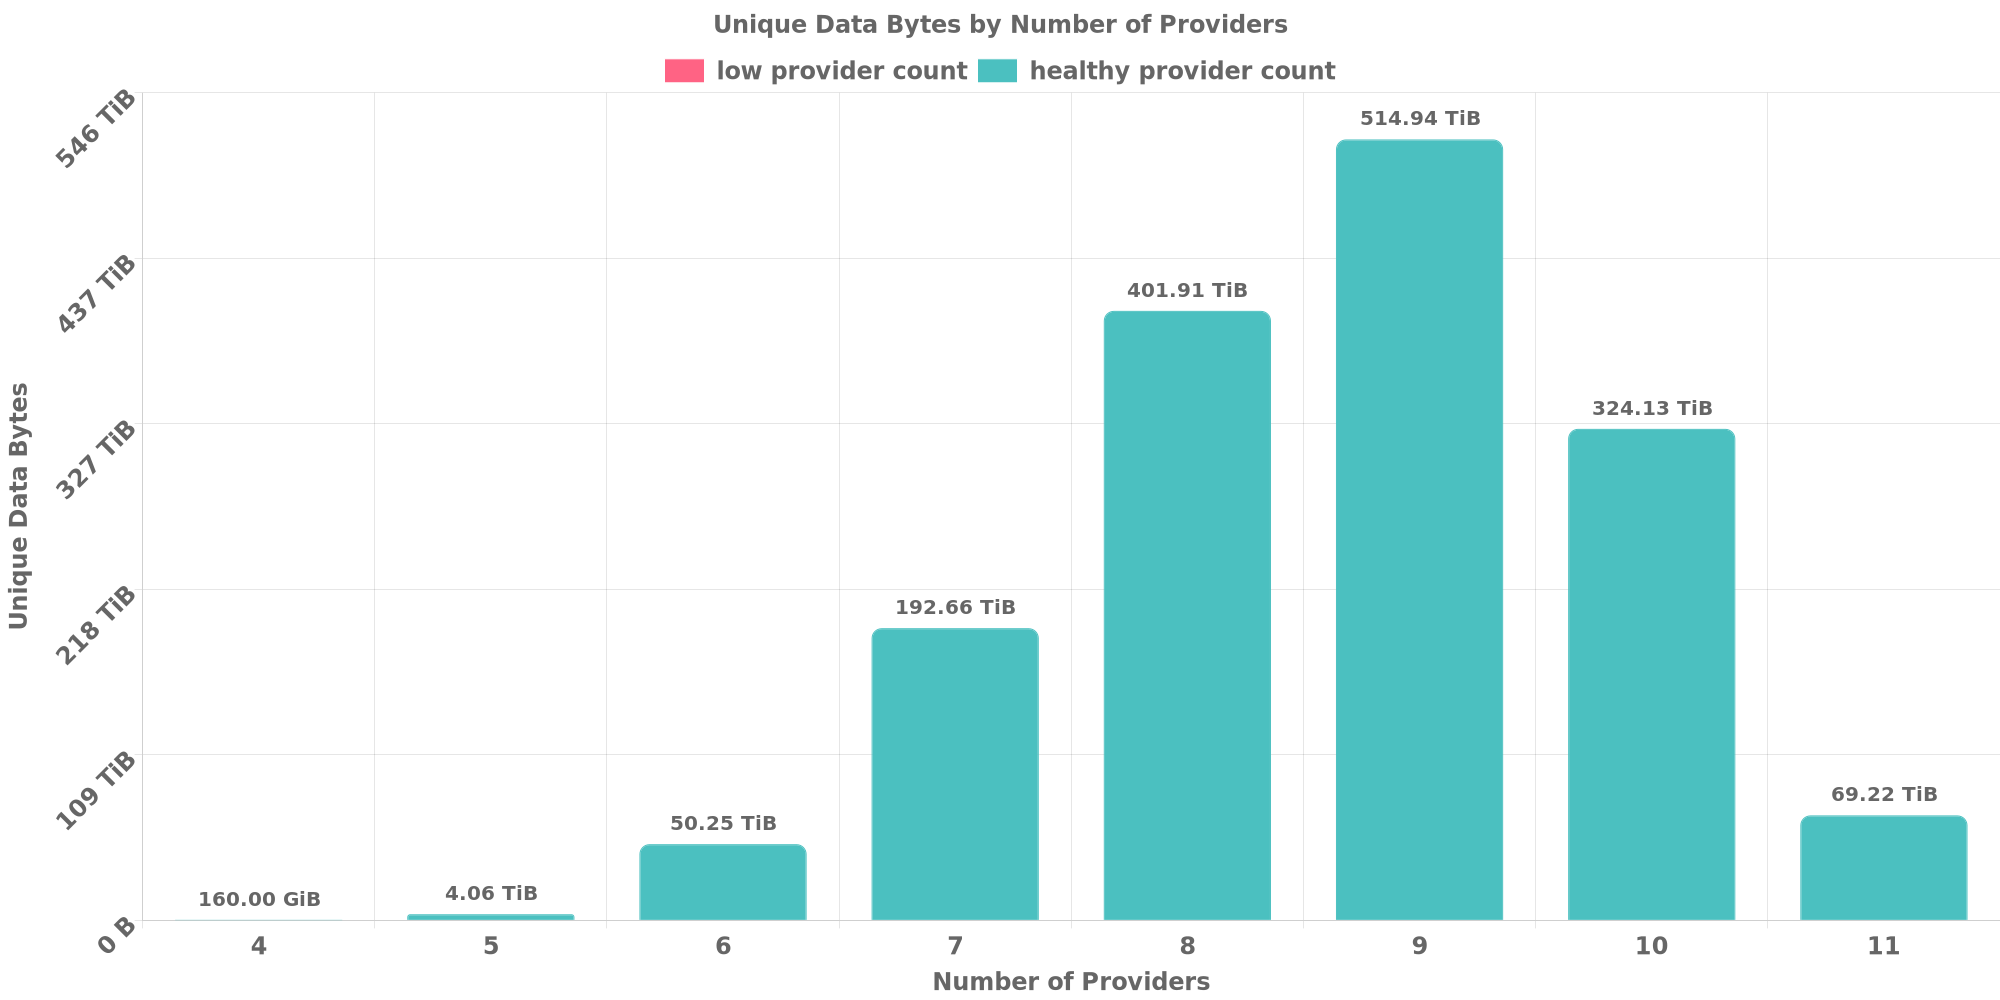 Unique Data Bytes by Number of Providers
low provider count healthy provider count
546 TiB
437 TiB
327 TiB
218 TiB
109 TiB
0 B
Unique Data Bytes
160.00 GiB
4.06 TiB
50.25 TiB
192.66 TiB
401.91 TiB
514.94 TiB
324.13 TiB
69.22 TiB
4 5 6 7 8 9 10 11
Number of Providers